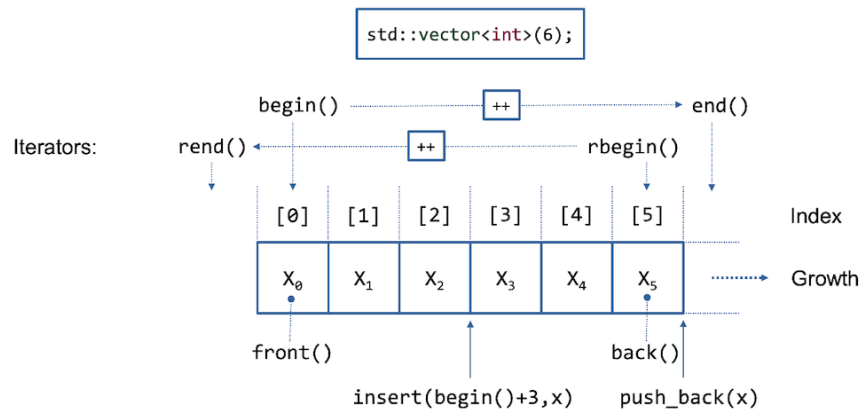 std::vector<int>(6);
begin() ++ end()
Iterators: rend() ++ rbegin()
[0] [1] [2] [3] [4] [5] Index
X₀ X₁ X₂ X₃ X₄ X₅ Growth
front() back()
insert(begin()+3,x) push_back(x)